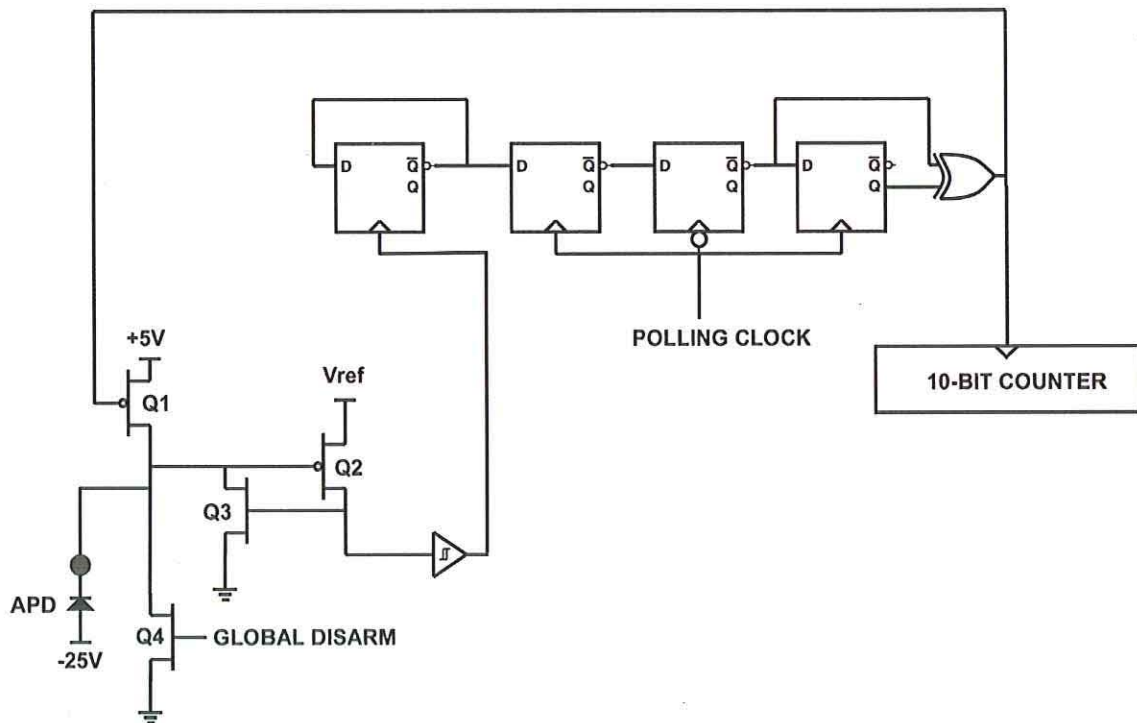 D Q̅ Q
D Q̅ Q
D Q̅ Q
D Q̅ Q
POLLING CLOCK
10-BIT COUNTER
+5V
Q1
Vref
Q2
Q3
APD
-25V
Q4
GLOBAL DISARM